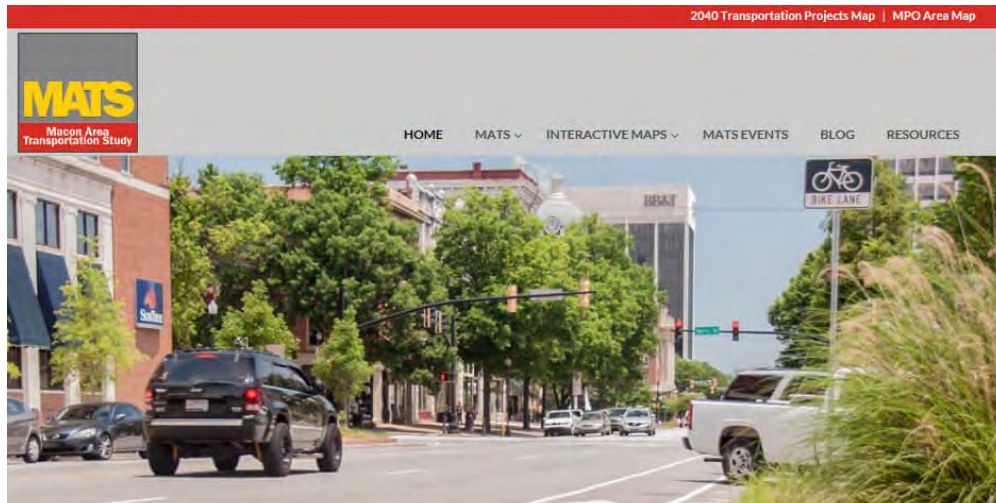 2040 Transportation Projects Map | MPO Area Map
MATS
Macon Area
Transportation Study
HOME MATS INTERACTIVE MAPS MATS EVENTS BLOG RESOURCES
BB&T
BIKE LANE
SunTrust